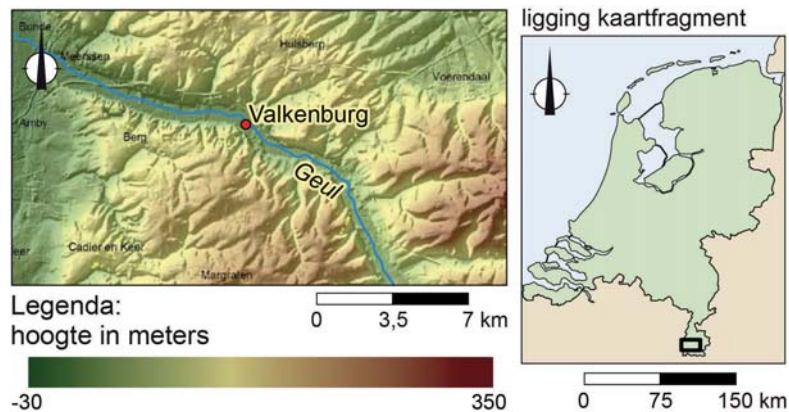 ligging kaartfragment
Bunde
Meerssen
Hulsberg
Voerendaal
Valkenburg
Amby
Berg
Geul
Cadier en Keer
Margraten
eer
Legenda:
hoogte in meters
0 3,5 7 km
-30 350
0 75 150 km